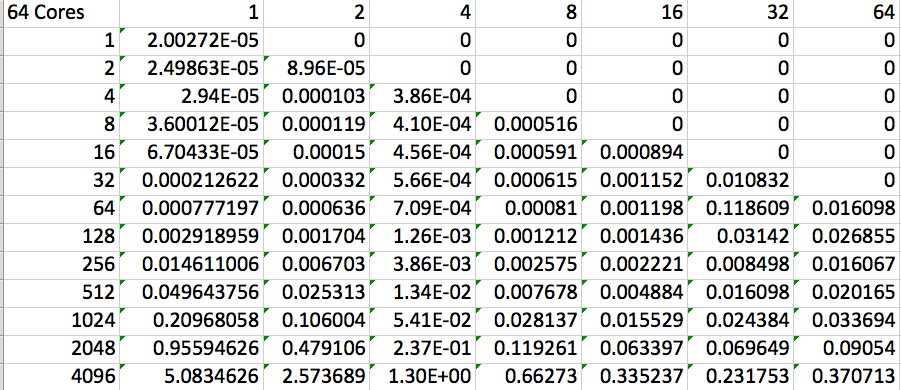 64 Cores 1 2 4 8 16 32 64
1 2.00272E-05 0 0 0 0 0 0
2 2.49863E-05 8.96E-05 0 0 0 0 0
4 2.94E-05 0.000103 3.86E-04 0 0 0 0
8 3.60012E-05 0.000119 4.10E-04 0.000516 0 0 0
16 6.70433E-05 0.00015 4.56E-04 0.000591 0.000894 0 0
32 0.000212622 0.000332 5.66E-04 0.000615 0.001152 0.010832 0
64 0.000777197 0.000636 7.09E-04 0.00081 0.001198 0.118609 0.016098
128 0.002918959 0.001704 1.26E-03 0.001212 0.001436 0.03142 0.026855
256 0.014611006 0.006703 3.86E-03 0.002575 0.002221 0.008498 0.016067
512 0.049643756 0.025313 1.34E-02 0.007678 0.004884 0.016098 0.020165
1024 0.20968058 0.106004 5.41E-02 0.028137 0.015529 0.024384 0.033694
2048 0.95594626 0.479106 2.37E-01 0.119261 0.063397 0.069649 0.09054
4096 5.0834626 2.573689 1.30E+00 0.66273 0.335237 0.231753 0.370713